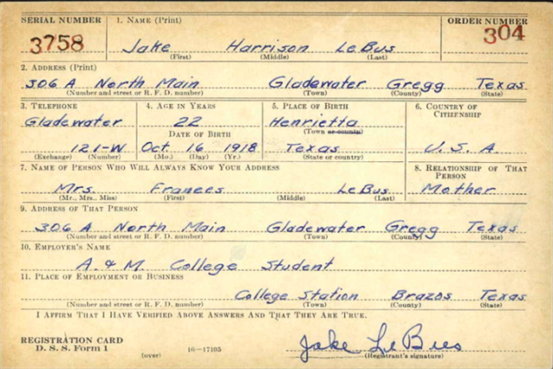 SERIAL NUMBER 1. NAME (Print) ORDER NUMBER
3758 Jake Harrison LeBus 304
(First) (Middle) (Last)
2. ADDRESS (Print)
306 A North Main Gladewater Gregg Texas
(Number and street or R. F. D. number) (Town) (County) (State)
3. TELEPHONE 4. AGE IN YEARS 5. PLACE OF BIRTH 6. COUNTRY OF CITIZENSHIP
Gladewater 22 Henrietta
DATE OF BIRTH (Town or county)
121-W Oct 16 1918 Texas U. S. A.
(Exchange) (Number) (Mo.) (Day) (Yr.) (State or country)
7. NAME OF PERSON WHO WILL ALWAYS KNOW YOUR ADDRESS 8. RELATIONSHIP OF THAT PERSON
Mrs. Frances LeBus Mother
(Mr., Mrs., Miss) (First) (Middle) (Last)
9. ADDRESS OF THAT PERSON
306 A North Main Gladewater Gregg Texas
(Number and street or R. F. D. number) (Town) (County) (State)
10. EMPLOYER'S NAME
A. & M. College Student
11. PLACE OF EMPLOYMENT OR BUSINESS
College Station Brazos Texas
(Number and street or R. F. D. number) (Town) (County) (State)
I AFFIRM THAT I HAVE VERIFIED ABOVE ANSWERS AND THAT THEY ARE TRUE.
REGISTRATION CARD
D. S. S. Form 1 (over) 16-17105 Jake LeBus
(Registrant's signature)